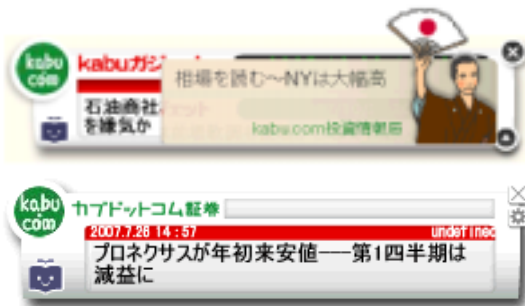 kabu
com
kabuガジ
相場を読む～NYは大幅高
石油商社
を嫌気か
kabu.com投資情報局
kabu
com
カブドットコム証券
2007.7.26 14:57
undefined
プロネクサスが年初来安値---第1四半期は
減益に